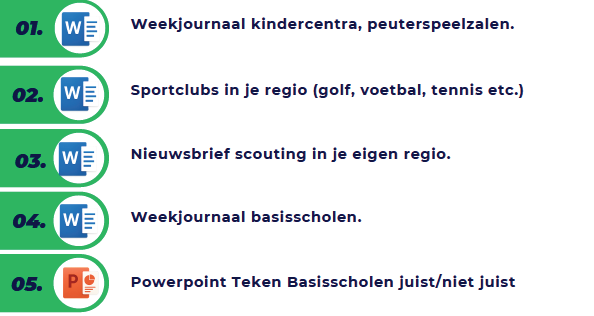 01. W Weekjournaal kindercentra, peuterspeelzalen.
02. W Sportclubs in je regio (golf, voetbal, tennis etc.)
03. W Nieuwsbrief scouting in je eigen regio.
04. W Weekjournaal basisscholen.
05. P Powerpoint Teken Basisscholen juist/niet juist